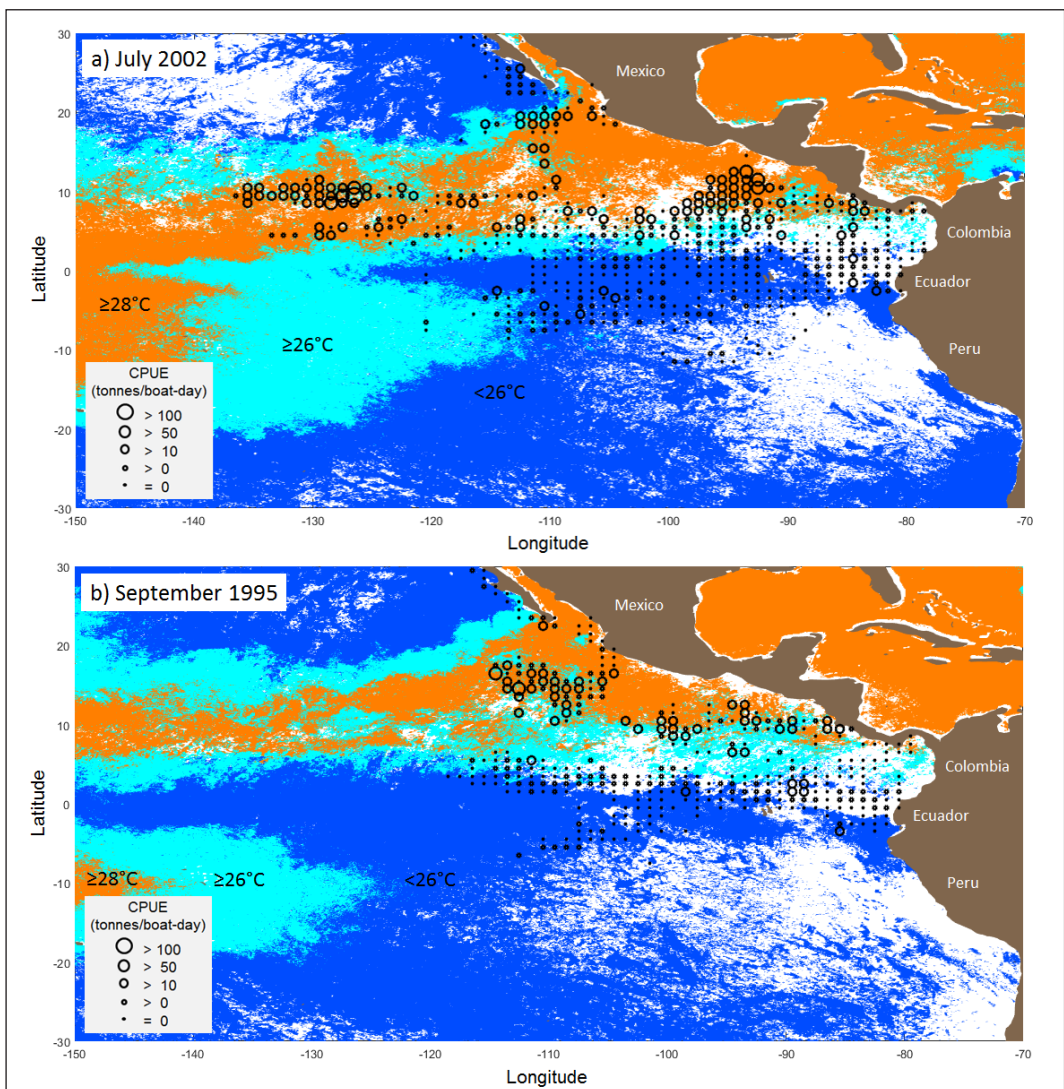 a) July 2002
30
20
10
0
-10
-20
-30
Latitude
Mexico
Colombia
Ecuador
Peru
≥28°C
≥26°C
<26°C
CPUE
(tonnes/boat-day)
> 100
> 50
> 10
> 0
= 0
-150
-140
-130
-120
-110
-100
-90
-80
-70
Longitude
b) September 1995
30
20
10
0
-10
-20
-30
Latitude
Mexico
Colombia
Ecuador
Peru
≥28°C
≥26°C
<26°C
CPUE
(tonnes/boat-day)
> 100
> 50
> 10
> 0
= 0
-150
-140
-130
-120
-110
-100
-90
-80
-70
Longitude